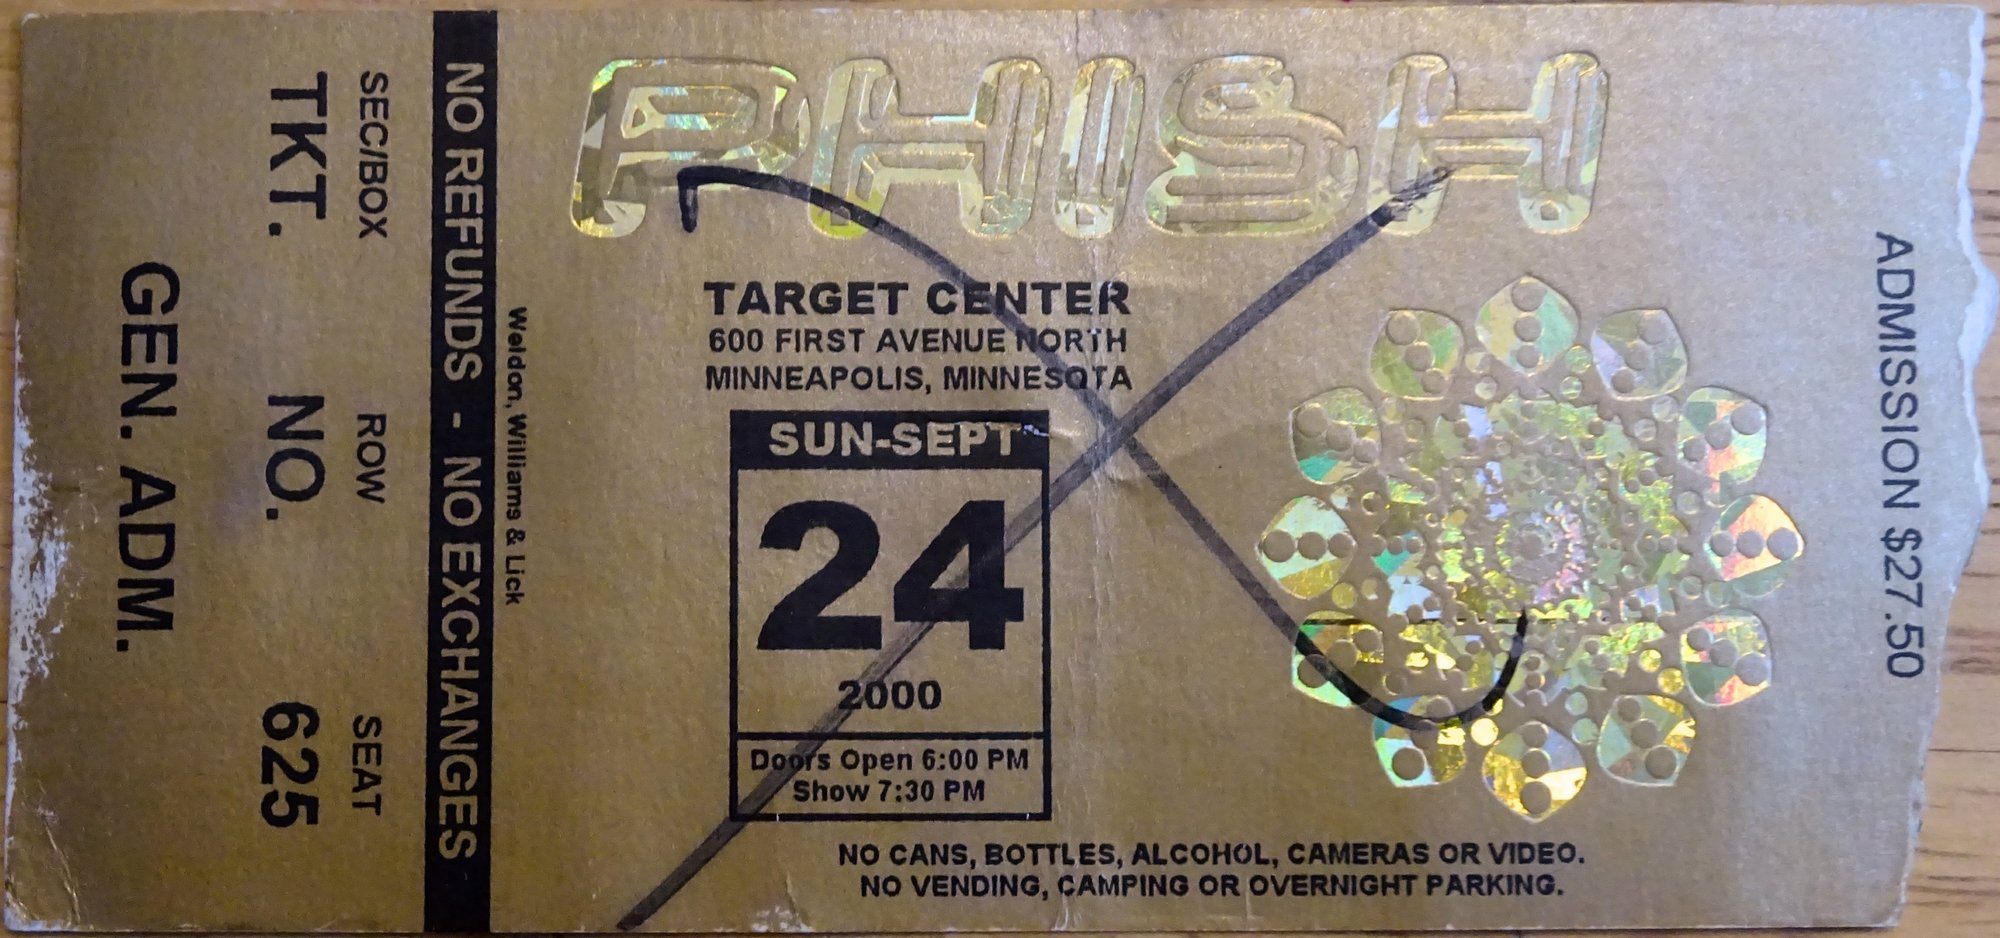 PHISH
TARGET CENTER
600 FIRST AVENUE NORTH
MINNEAPOLIS, MINNESOTA
SUN-SEPT
24
2000
Doors Open 6:00 PM
Show 7:30 PM
NO CANS, BOTTLES, ALCOHOL, CAMERAS OR VIDEO.
NO VENDING, CAMPING OR OVERNIGHT PARKING.
ADMISSION $27.50
Weldon, Williams & Lick
NO REFUNDS - NO EXCHANGES
SEC/BOX ROW SEAT
TKT. NO. 625
GEN. ADM.